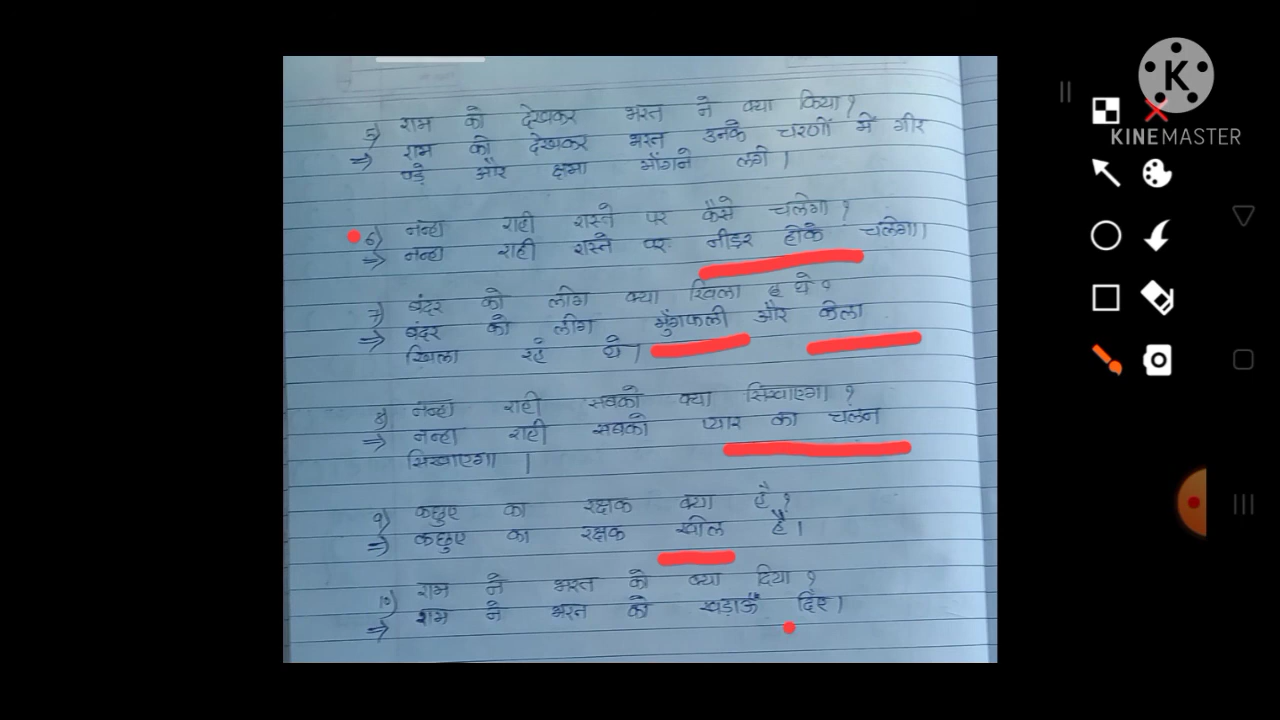 KINEMASTER
5) राम को देखकर भरत ने क्या किया?
⇒ राम को देखकर भरत उनके चरणों में गीर
पड़े और क्षमा माँगने लगे।
6) नन्हा राही रास्ते पर कैसे चलेगा?
⇒ नन्हा राही रास्ते पर नीड़र होके चलेगा।
7) बंदर को लोग क्या खिला रहे थे?
⇒ बंदर को लोग मुँगफली और केला
खिला रहे थे।
8) नन्हा राही सबको क्या सिखाएगा?
⇒ नन्हा राही सबको प्यार का चलन
सिखाएगा।
9) कछुए का रक्षक क्या है?
⇒ कछुए का रक्षक खोल है।
10) राम ने भरत को क्या दिया?
⇒ राम ने भरत को खड़ाऊँ दिए।